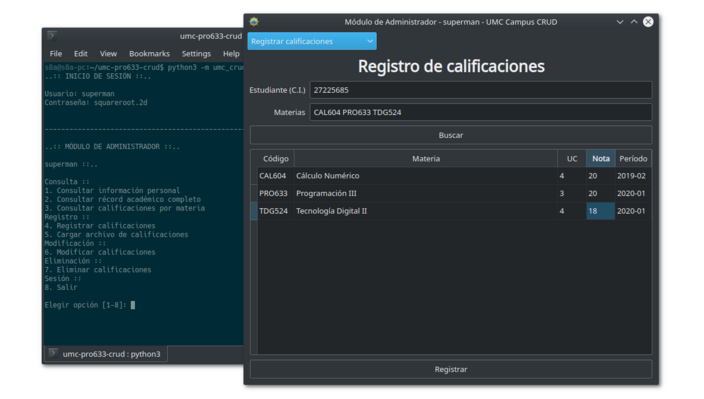 umc-pro633-crud
File Edit View Bookmarks Settings Help
s8a@s8a-pc:~/umc-pro633-crud$ python3 -m umc_crud
..:: INICIO DE SESIÓN ::..
Usuario: superman
Contraseña: squareroot.2d
..:: MÓDULO DE ADMINISTRADOR ::..
superman ::..
Consulta ::
1. Consultar información personal
2. Consultar récord académico completo
3. Consultar calificaciones por materia
Registro ::
4. Registrar calificaciones
5. Cargar archivo de calificaciones
Modificación ::
6. Modificar calificaciones
Eliminación ::
7. Eliminar calificaciones
Sesión ::
8. Salir
Elegir opción [1-8]:
umc-pro633-crud : python3
Módulo de Administrador - superman - UMC Campus CRUD
Registrar calificaciones
Registro de calificaciones
Estudiante (C.I.) 27225685
Materias CAL604 PRO633 TDG524
Buscar
Código Materia UC Nota Período
CAL604 Cálculo Numérico 4 20 2019-02
PRO633 Programación III 3 20 2020-01
TDG524 Tecnología Digital II 4 18 2020-01
Registrar